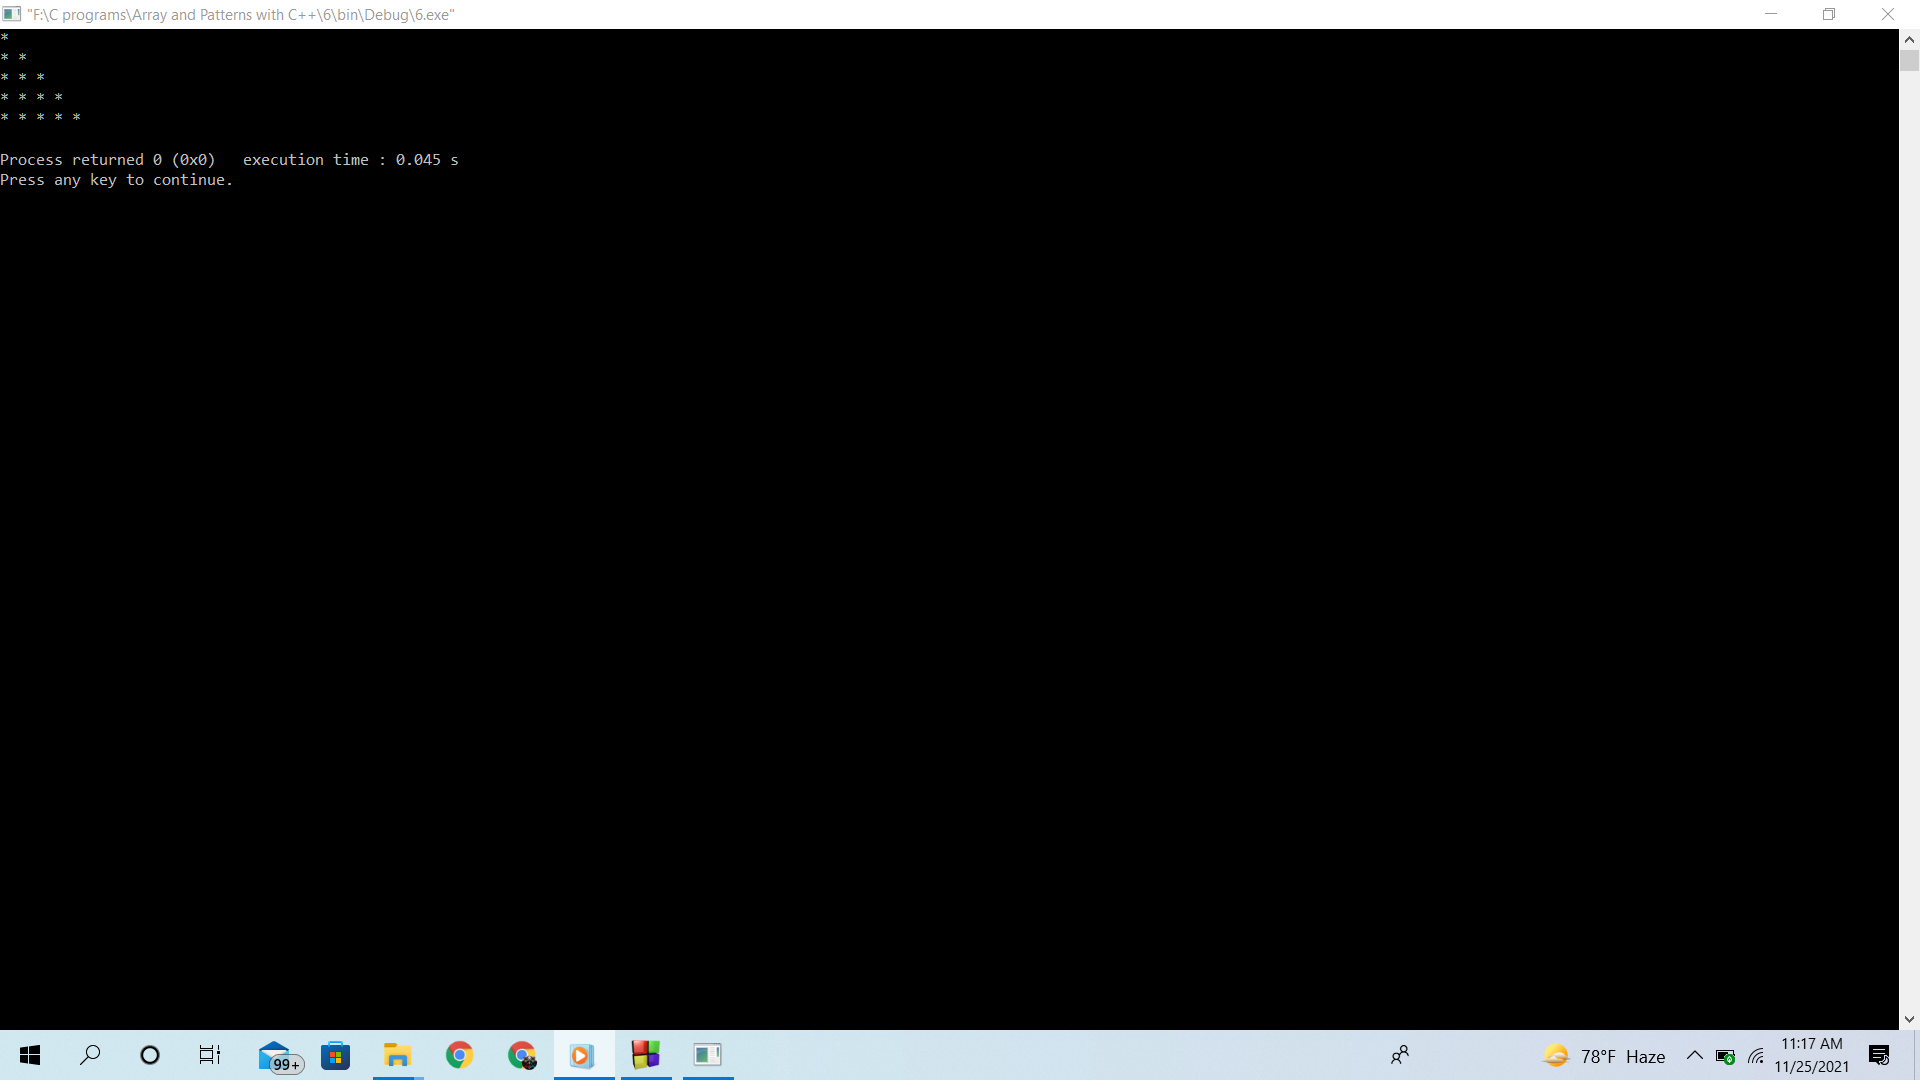 "F:\C programs\Array and Patterns with C++\6\bin\Debug\6.exe"
*
* *
* * *
* * * *
* * * * *
Process returned 0 (0x0)   execution time : 0.045 s
Press any key to continue.
99+
78°F Haze
11:17 AM
11/25/2021